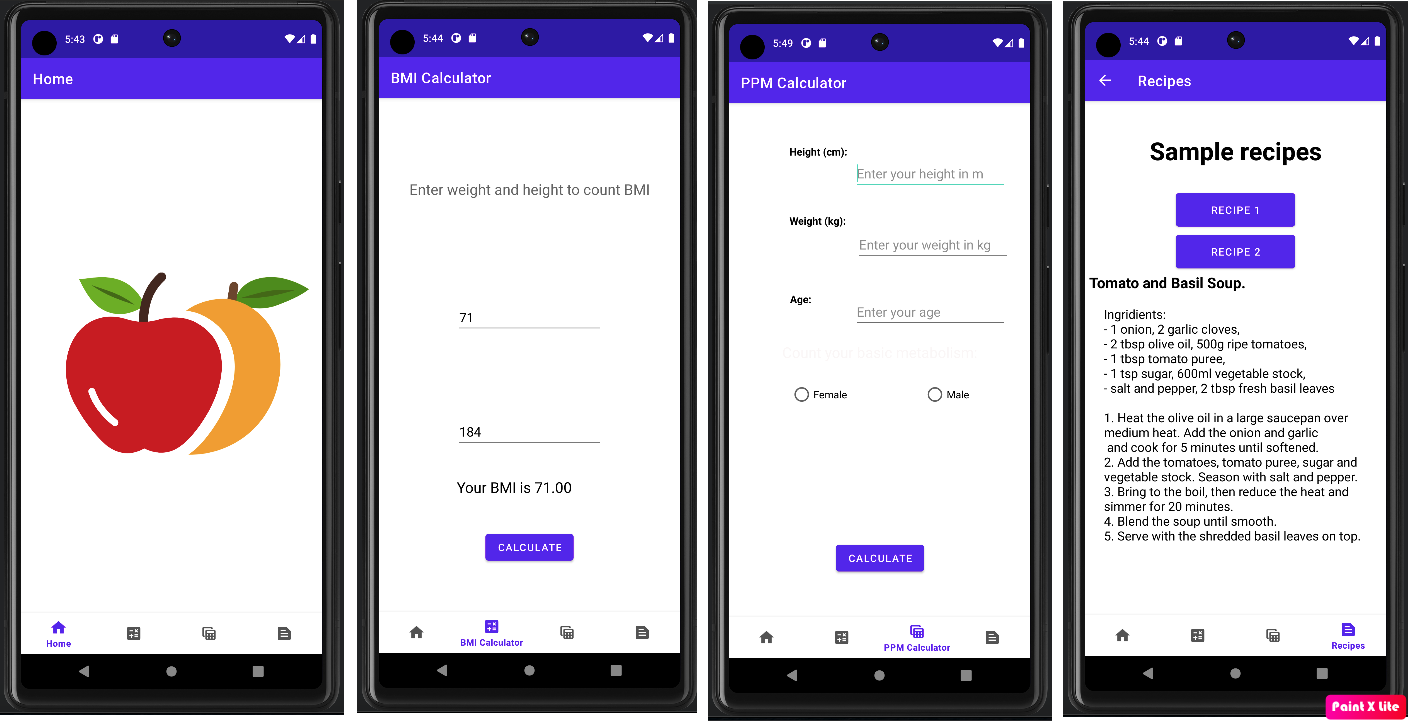 5:43
Home
Home
5:44
BMI Calculator
Enter weight and height to count BMI
71
184
Your BMI is 71.00
CALCULATE
BMI Calculator
5:49
PPM Calculator
Height (cm):
Enter your height in m
Weight (kg):
Enter your weight in kg
Age:
Enter your age
Count your basic metabolism:
Female
Male
CALCULATE
PPM Calculator
5:44
Recipes
Sample recipes
RECIPE 1
RECIPE 2
Tomato and Basil Soup.
Ingridients:
- 1 onion, 2 garlic cloves,
- 2 tbsp olive oil, 500g ripe tomatoes,
- 1 tbsp tomato puree,
- 1 tsp sugar, 600ml vegetable stock,
- salt and pepper, 2 tbsp fresh basil leaves
1. Heat the olive oil in a large saucepan over
medium heat. Add the onion and garlic
and cook for 5 minutes until softened.
2. Add the tomatoes, tomato puree, sugar and
vegetable stock. Season with salt and pepper.
3. Bring to the boil, then reduce the heat and
simmer for 20 minutes.
4. Blend the soup until smooth.
5. Serve with the shredded basil leaves on top.
Recipes
Paint X Lite